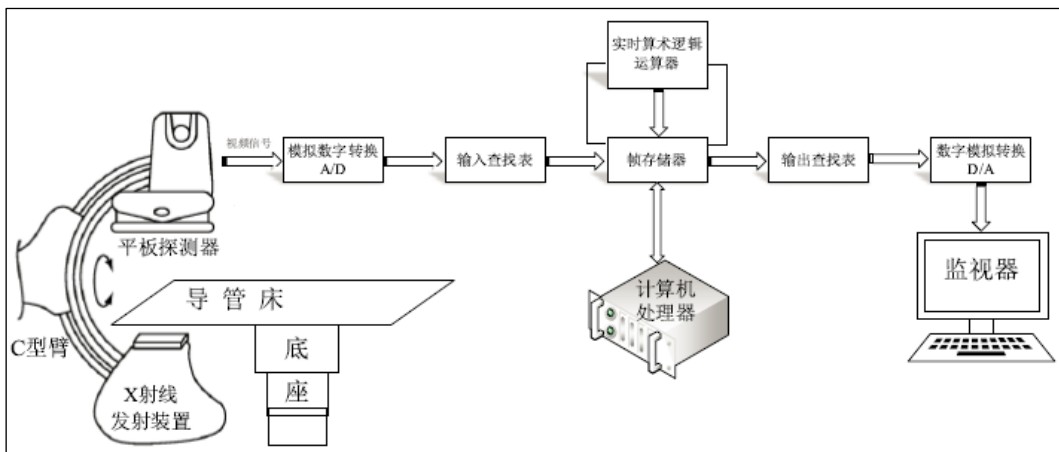 实时算术逻辑
运算器
视频信号
模拟数字转换
A/D
输入查找表
帧存储器
输出查找表
数字模拟转换
D/A
平板探测器
导管床
计算机
处理器
监视器
C型臂
底
座
X射线
发射装置